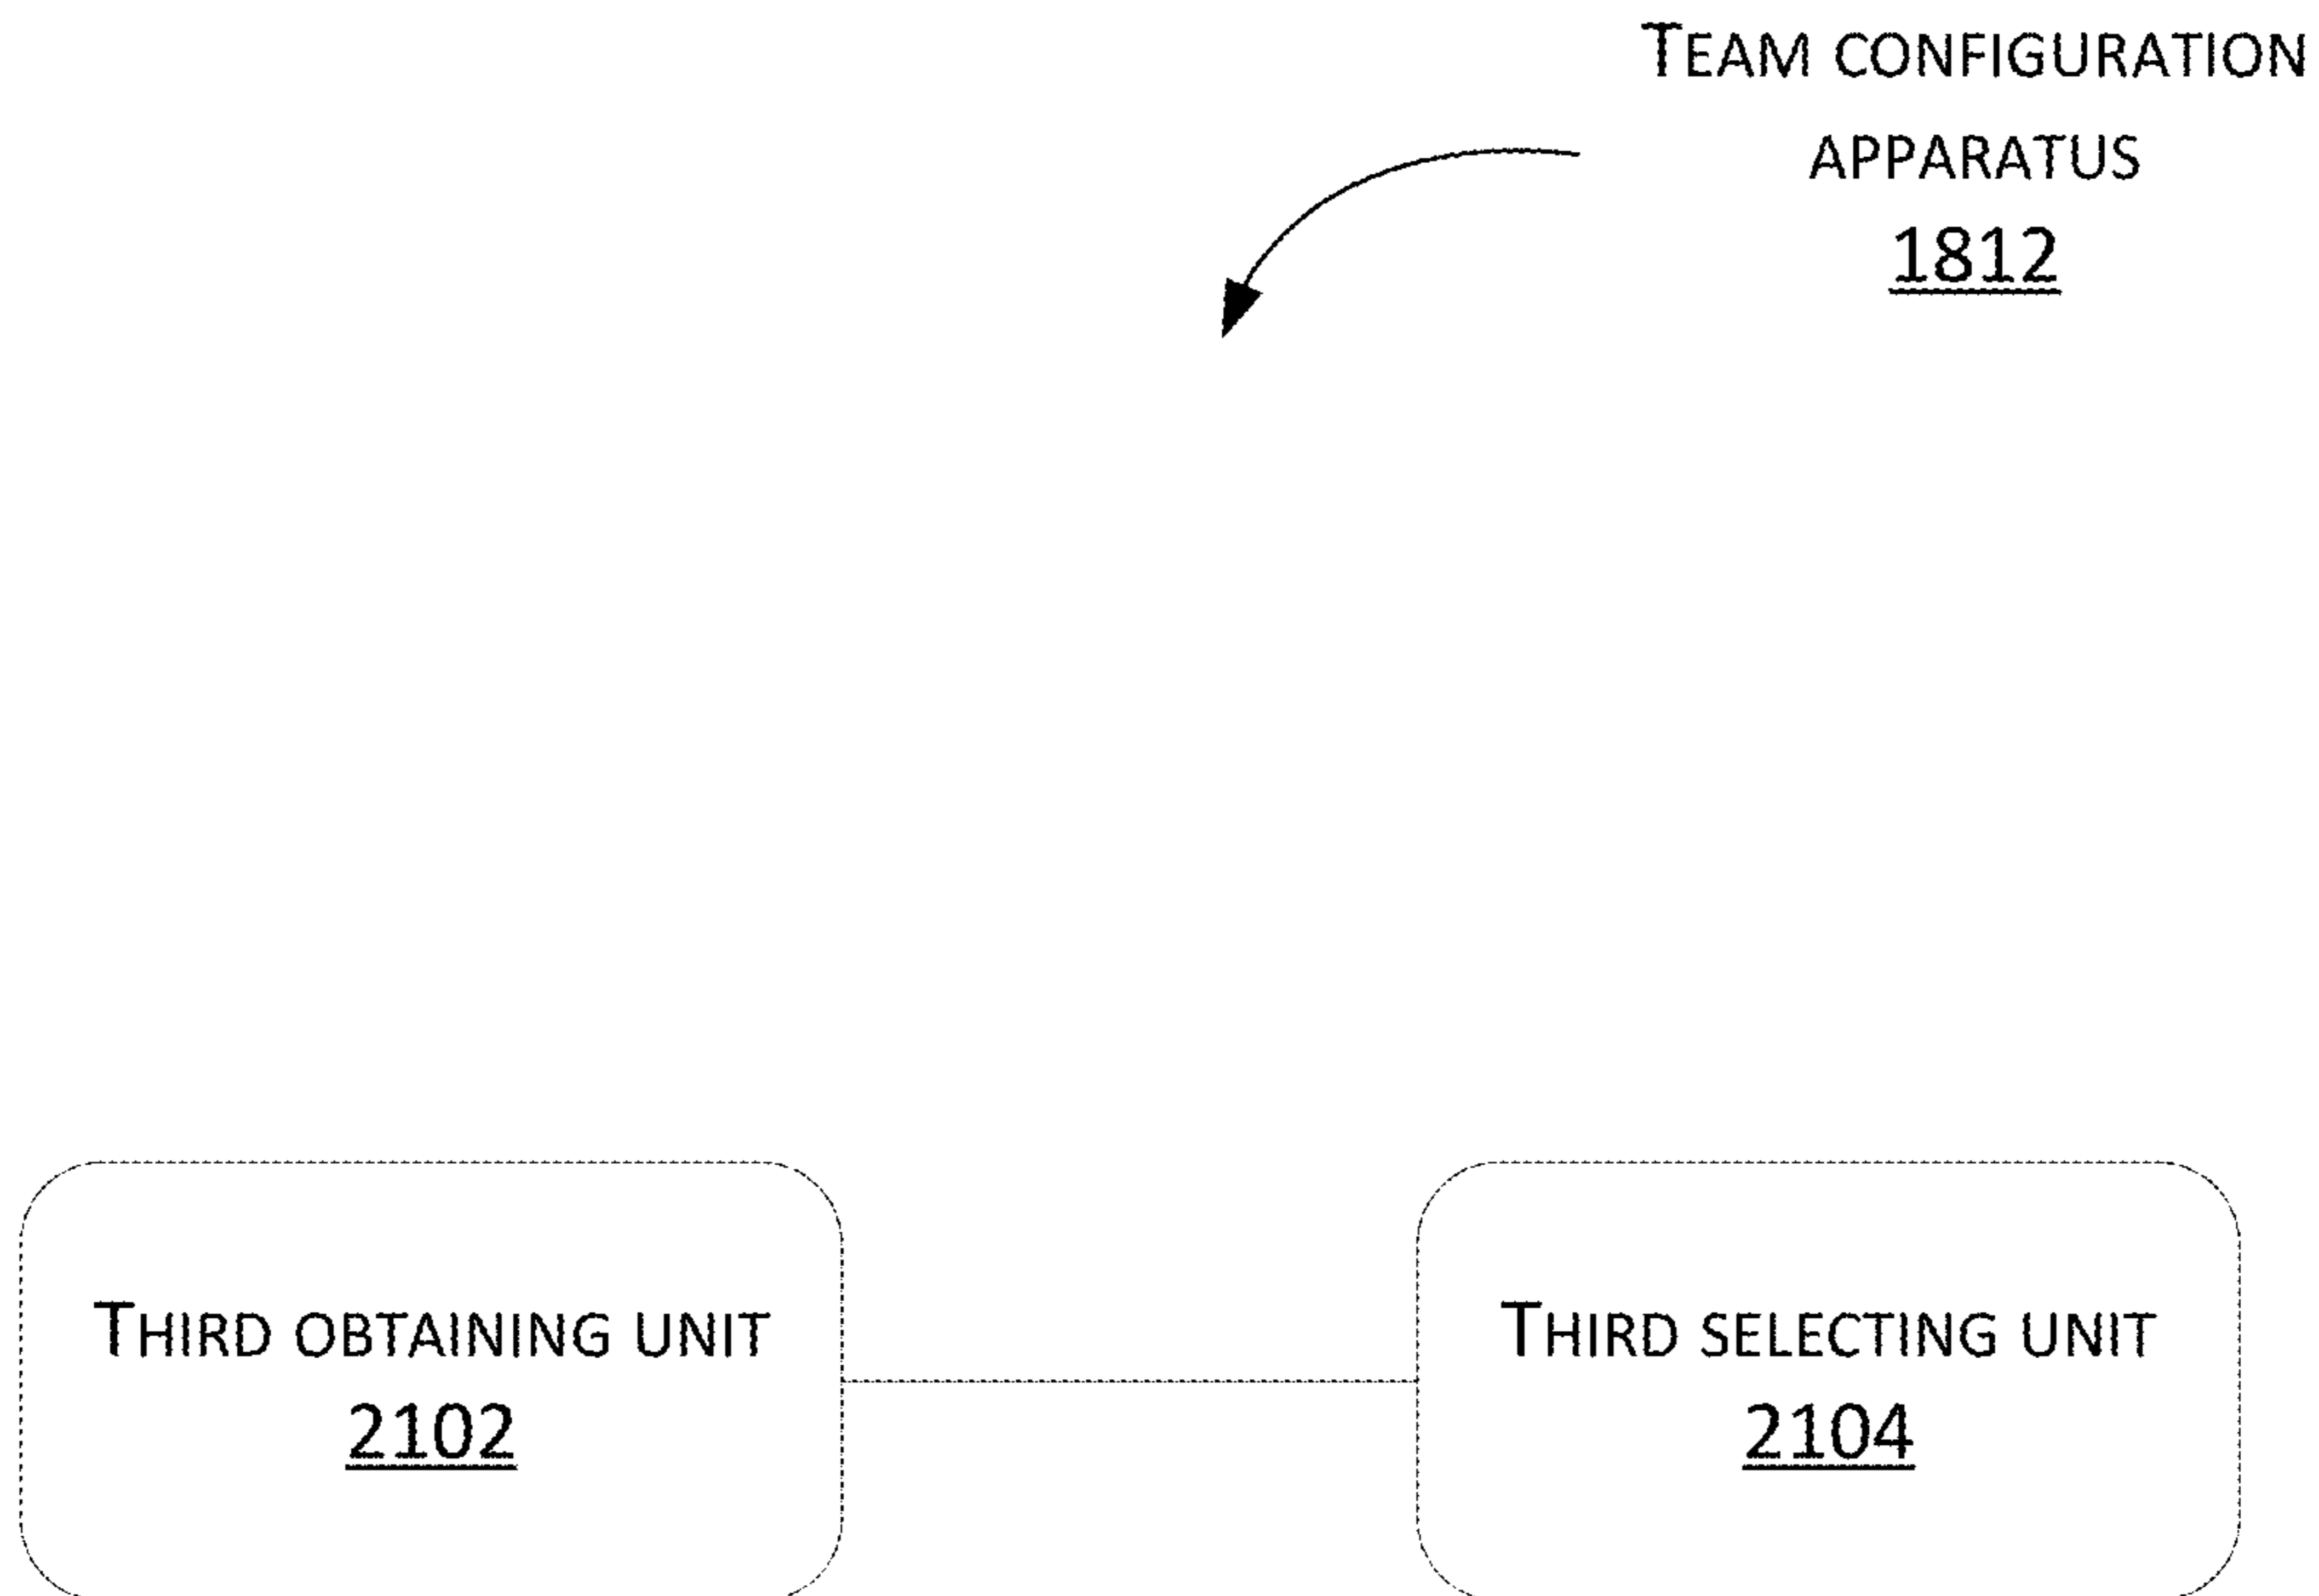 TEAM CONFIGURATION
APPARATUS
1812
THIRD OBTAINING UNIT
2102
THIRD SELECTING UNIT
2104